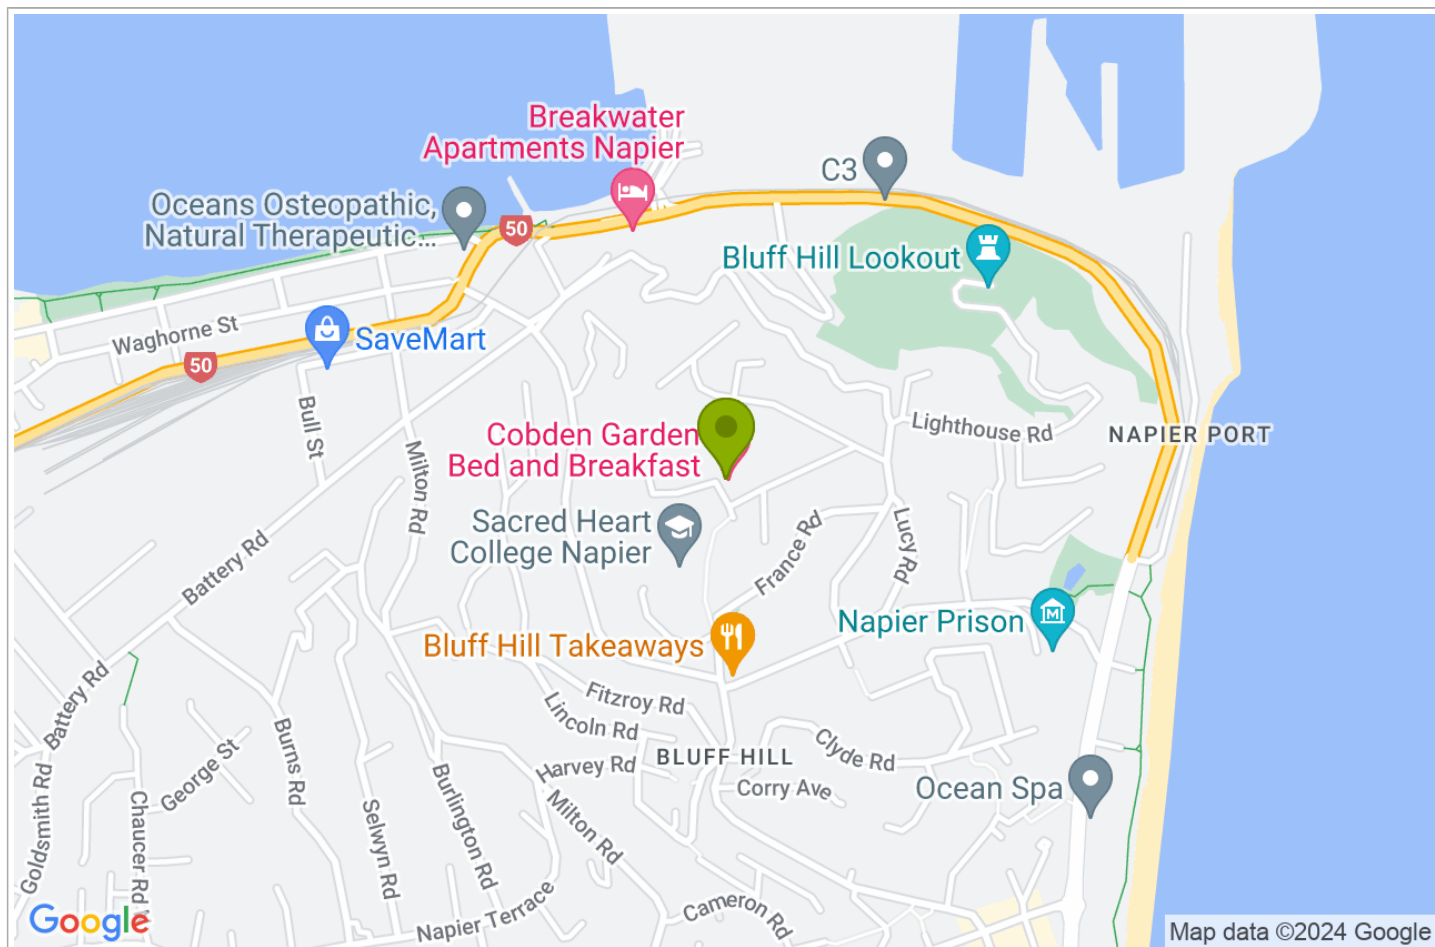 Breakwater
Apartments Napier
C3
Oceans Osteopathic,
Natural Therapeutic...
50
Bluff Hill Lookout
Waghorne St
SaveMart
50
Bull St
Milton Rd
Cobden Garden
Bed and Breakfast
Lighthouse Rd
NAPIER PORT
Sacred Heart
College Napier
Lucy Rd
France Rd
Battery Rd
Napier Prison
Bluff Hill Takeaways
Battery Rd
Fitzroy Rd
Lincoln Rd
BLUFF HILL
Clyde Rd
Harvey Rd
Corry Ave
Ocean Spa
George St
Burns Rd
Goldsmith Rd
Chaucer Rd
Selwyn Rd
Burlington Rd
Milton Rd
Napier Terrace
Cameron Rd
Google
Map data ©2024 Google